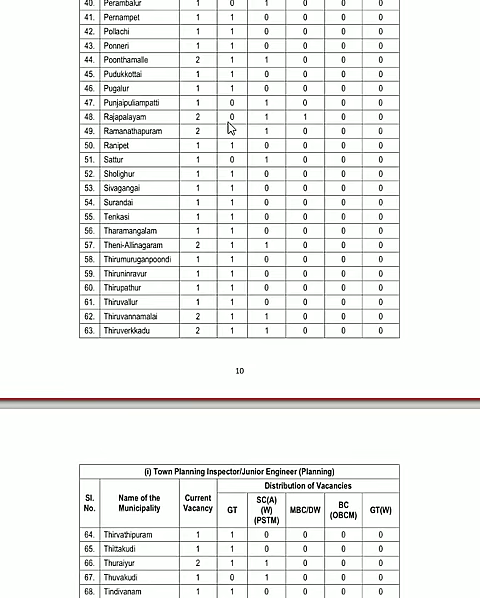 40. Perambalur 1 0 1 0 0 0
41. Pernampet 1 1 0 0 0 0
42. Pollachi 1 1 0 0 0 0
43. Ponneri 1 1 0 0 0 0
44. Poonthamalle 2 1 1 0 0 0
45. Pudukkottai 1 1 0 0 0 0
46. Pugalur 1 1 0 0 0 0
47. Punjaipuliampatti 1 0 1 0 0 0
48. Rajapalayam 2 0 1 1 0 0
49. Ramanathapuram 2 1 0 0 0
50. Ranipet 1 1 0 0 0 0
51. Sattur 1 0 1 0 0 0
52. Sholighur 1 1 0 0 0 0
53. Sivagangai 1 1 0 0 0 0
54. Surandai 1 1 0 0 0 0
55. Tenkasi 1 1 0 0 0 0
56. Tharamangalam 1 1 0 0 0 0
57. Theni-Allinagaram 2 1 1 0 0 0
58. Thirumuruganpoondi 1 1 0 0 0 0
59. Thiruninravur 1 1 0 0 0 0
60. Thirupathur 1 1 0 0 0 0
61. Thiruvallur 1 1 0 0 0 0
62. Thiruvannamalai 2 1 1 0 0 0
63. Thiruverkkadu 2 1 1 0 0 0
10
(i) Town Planning Inspector/Junior Engineer (Planning)
Sl. No. Name of the Municipality Current Vacancy Distribution of Vacancies
GT SC(A) (W) (PSTM) MBC/DW BC (OBCM) GT(W)
64. Thirvathipuram 1 1 0 0 0 0
65. Thittakudi 1 1 0 0 0 0
66. Thuraiyur 2 1 1 0 0 0
67. Thuvakudi 1 0 1 0 0 0
68. Tindivanam 1 1 0 0 0 0